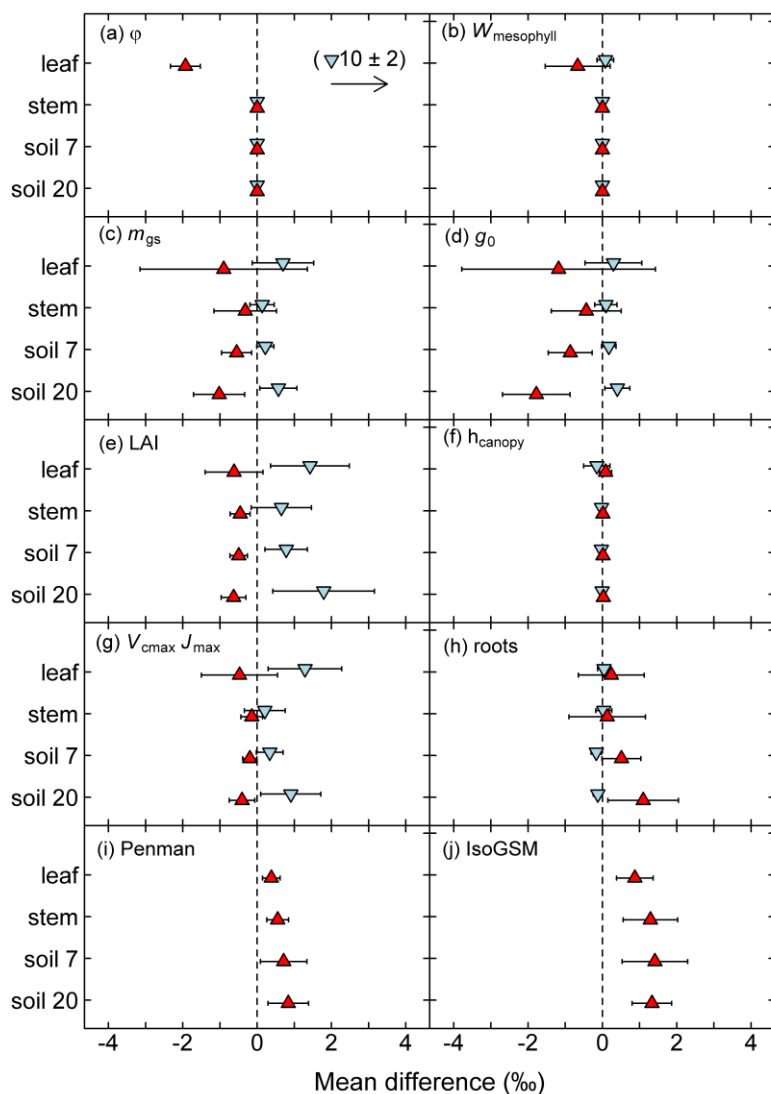 (a) φ
(▽10 ± 2)
leaf
stem
soil 7
soil 20
(b) Wmesophyll
(c) mgs
leaf
stem
soil 7
soil 20
(d) g0
(e) LAI
leaf
stem
soil 7
soil 20
(f) hcanopy
(g) Vcmax Jmax
leaf
stem
soil 7
soil 20
(h) roots
(i) Penman
leaf
stem
soil 7
soil 20
(j) IsoGSM
-4 -2 0 2 4 -4 -2 0 2 4
Mean difference (‰)